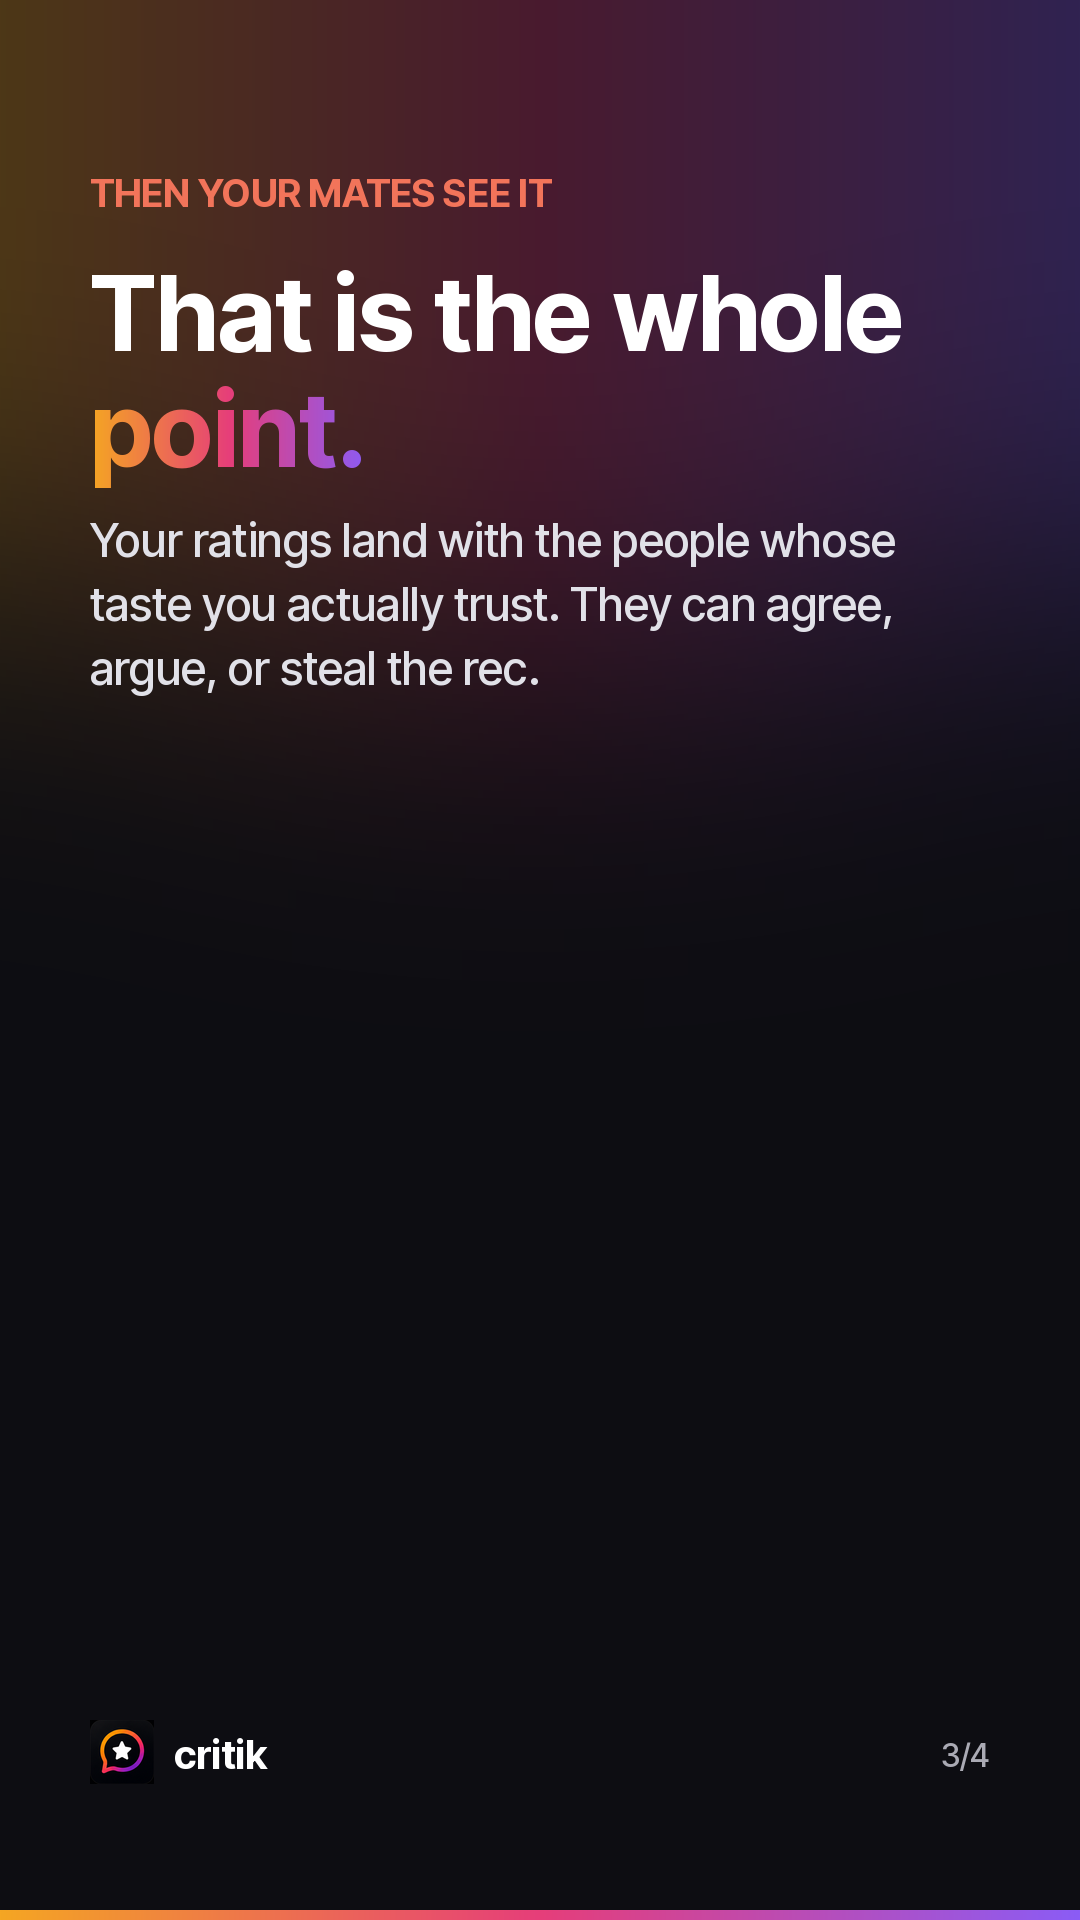 THEN YOUR MATES SEE IT
That is the whole
point.
Your ratings land with the people whose
taste you actually trust. They can agree,
argue, or steal the rec.
critik
3/4